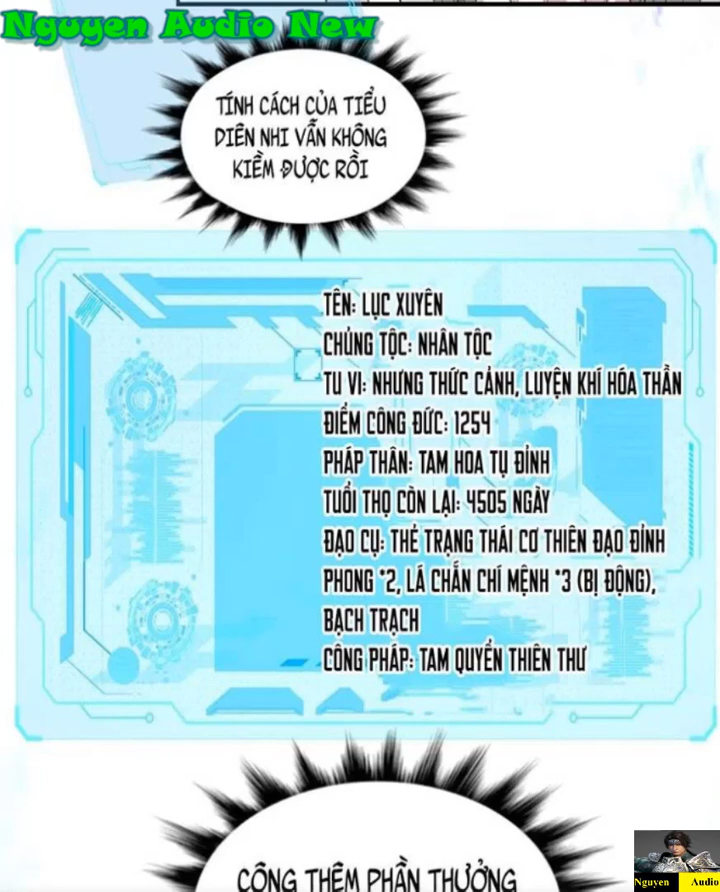 Nguyen Audio New
TÍNH CÁCH CỦA TIỂU
DIÊN NHI VẪN KHÔNG
KIỀM ĐƯỢC RỒI
TÊN: LỤC XUYÊN
CHỦNG TỘC: NHÂN TỘC
TU VI: NHƯNG THỨC CẢNH, LUYỆN KHÍ HÓA THẦN
ĐIỂM CÔNG ĐỨC: 1254
PHÁP THÂN: TAM HOA TỤ ĐỈNH
TUỔI THỌ CÒN LẠI: 4505 NGÀY
ĐẠO CỤ: THẺ TRẠNG THÁI CƠ THIÊN ĐẠO ĐỈNH
PHONG *2, LÁ CHẮN CHÍ MỆNH *3 (BỊ ĐỘNG),
BẠCH TRẠCH
CÔNG PHÁP: TAM QUYỂN THIÊN THƯ
CỘNG THÊM PHẦN THƯỞNG
Nguyen Audio